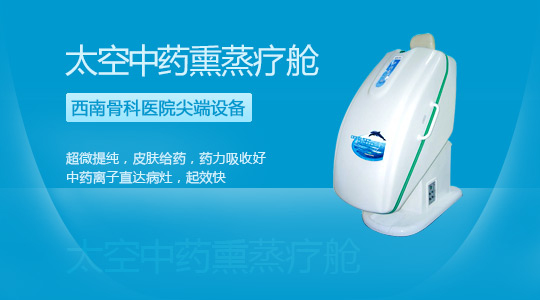 太空中药熏蒸疗舱
西南骨科医院尖端设备
超微提纯，皮肤给药，药力吸收好
中药离子直达病灶，起效快
太空中药熏蒸疗舱